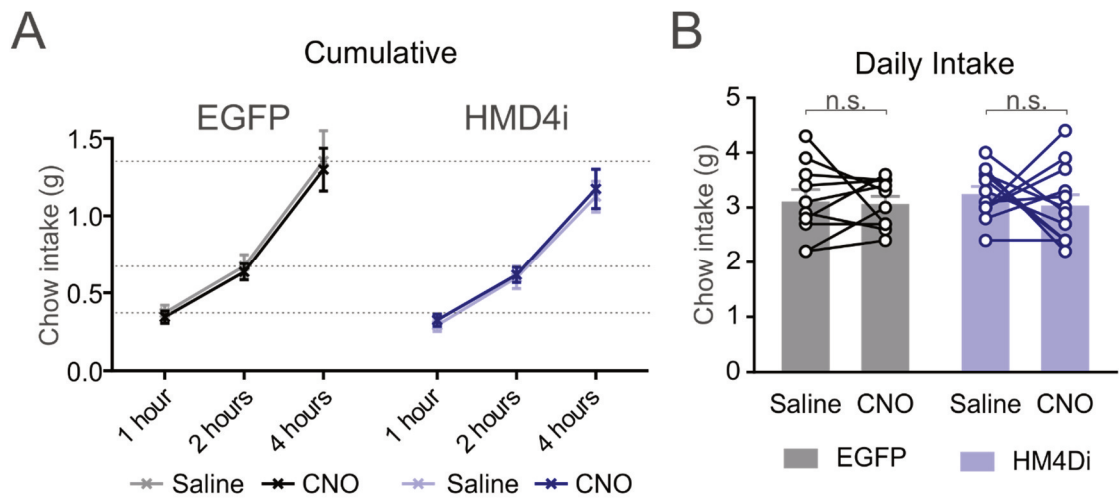 A
Cumulative
EGFP
HMD4i
Chow intake (g)
1.5
1.0
0.5
0.0
1 hour
2 hours
4 hours
1 hour
2 hours
4 hours
Saline
CNO
Saline
CNO
B
Daily Intake
n.s.
n.s.
Chow intake (g)
5
4
3
2
1
0
Saline
CNO
Saline
CNO
EGFP
HM4Di